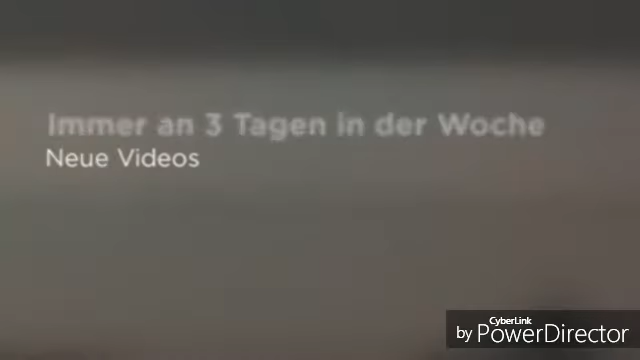 Immer an 3 Tagen in der Woche
Neue Videos
CyberLink
by PowerDirector